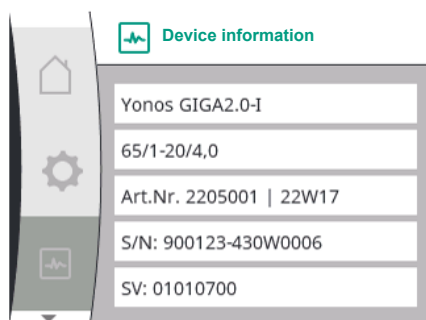 Device information
Yonos GIGA2.0-I
65/1-20/4,0
Art.Nr. 2205001 | 22W17
S/N: 900123-430W0006
SV: 01010700